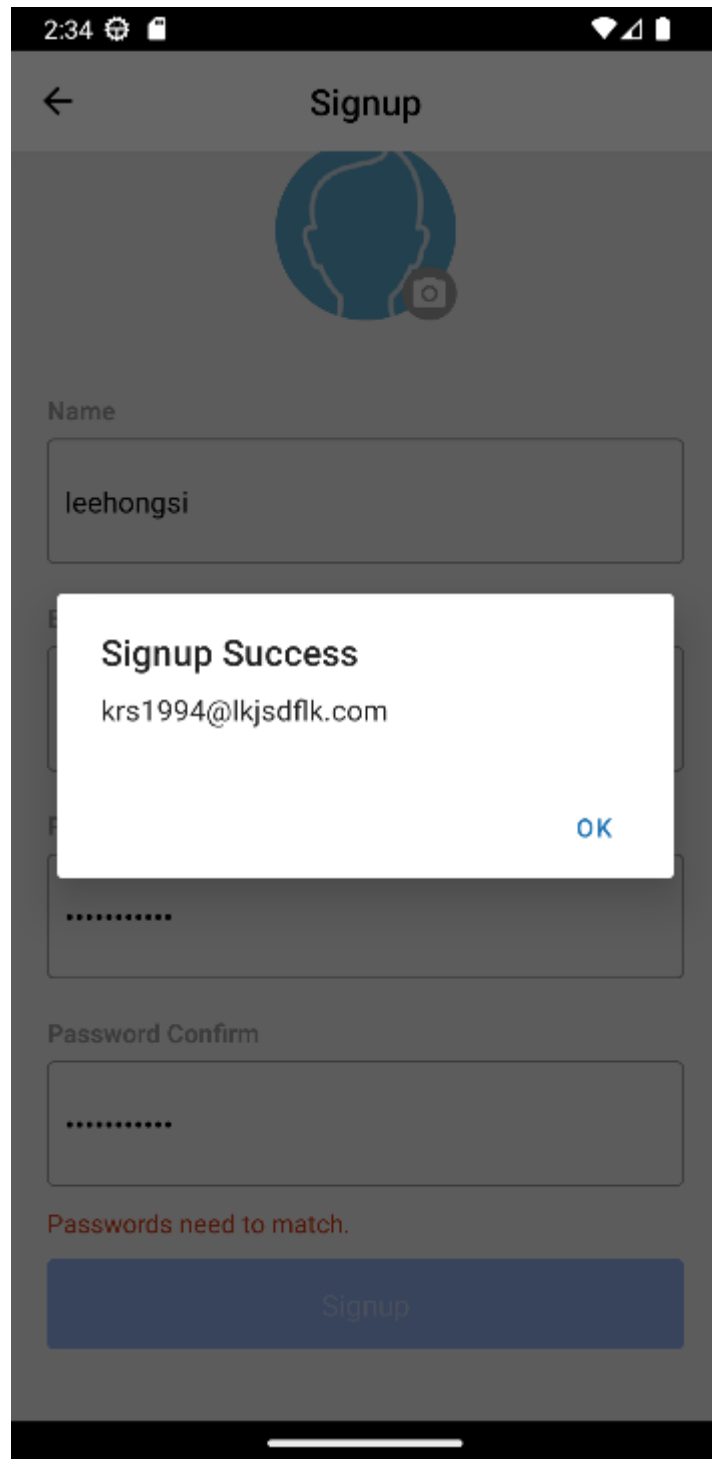 2:34
Signup
Name
leehongsi
Signup Success
krs1994@lkjsdflk.com
OK
•••••••••••
Password Confirm
•••••••••••
Passwords need to match.
Signup